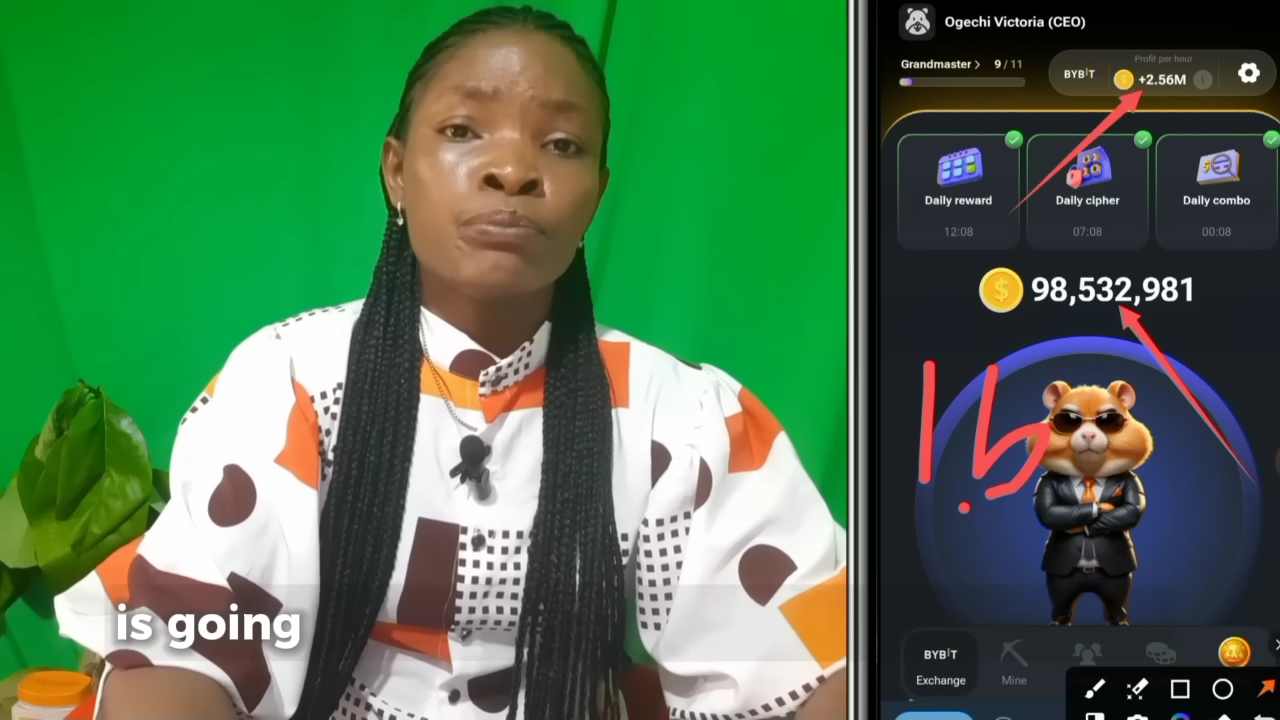 Ogechi Victoria (CEO)
Grandmaster > 9 / 11
Profit per hour
BYBIT
+2.56M
Daily reward
Daily cipher
Daily combo
12:08
07:08
00:08
98,532,981
1.5
is going
BYBIT
Exchange
Mine